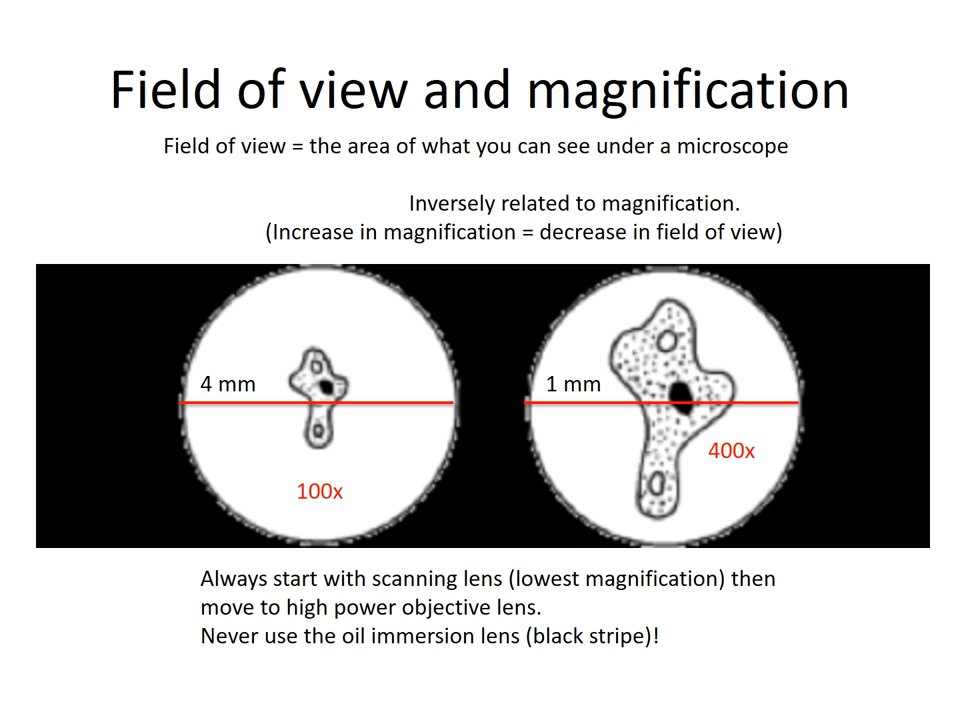 Field of view and magnification
Field of view = the area of what you can see under a microscope
Inversely related to magnification.
(Increase in magnification = decrease in field of view)
4 mm
100x
1 mm
400x
Always start with scanning lens (lowest magnification) then
move to high power objective lens.
Never use the oil immersion lens (black stripe)!